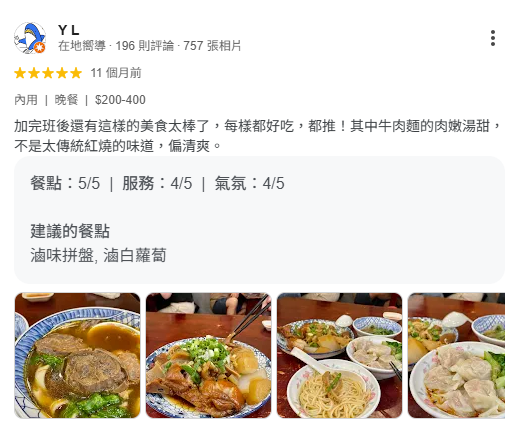 Y L
在地嚮導 · 196 則評論 · 757 張相片
11 個月前
內用 | 晚餐 | $200-400
加完班後還有這樣的美食太棒了，每樣都好吃，都推！其中牛肉麵的肉嫩湯甜，
不是太傳統紅燒的味道，偏清爽。
餐點：5/5 | 服務：4/5 | 氣氛：4/5
建議的餐點
滷味拼盤, 滷白蘿蔔